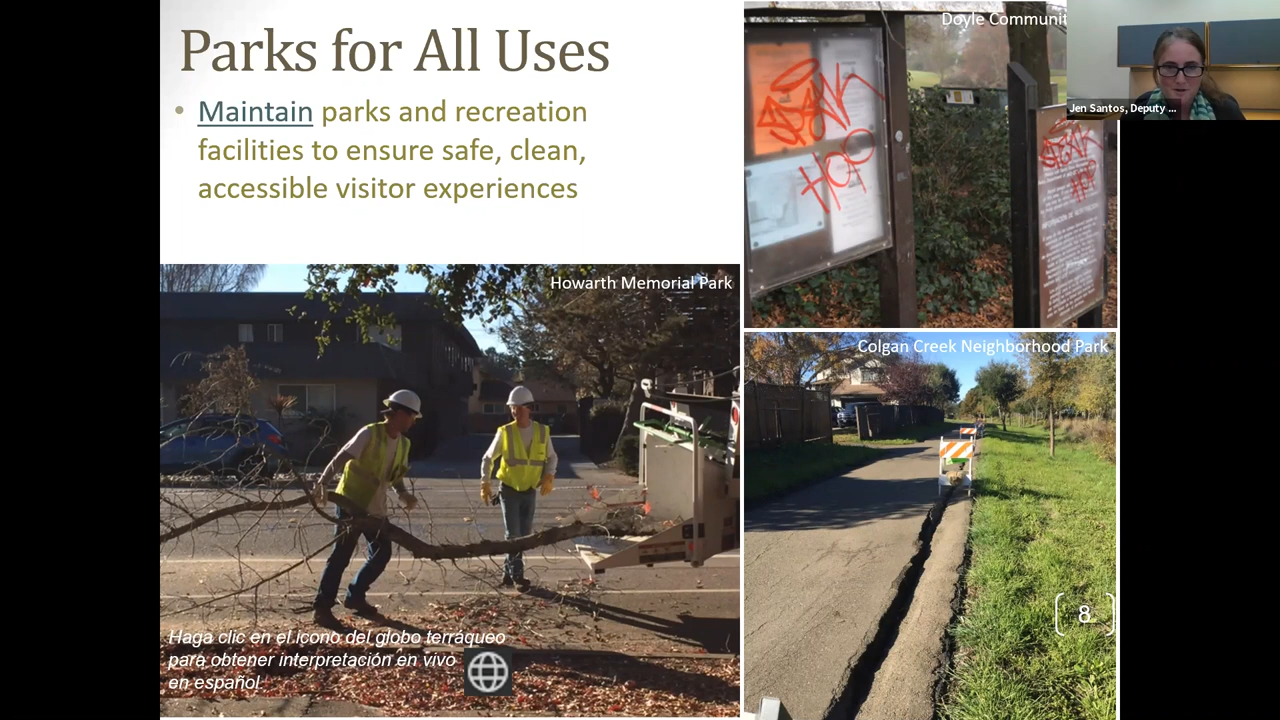 Parks for All Uses
• Maintain parks and recreation
facilities to ensure safe, clean,
accessible visitor experiences
Doyle Communit
Jen Santos, Deputy ...
HOPE
Howarth Memorial Park
Colgan Creek Neighborhood Park
8
Haga clic en el icono del globo terráqueo
para obtener interpretación en vivo
en español